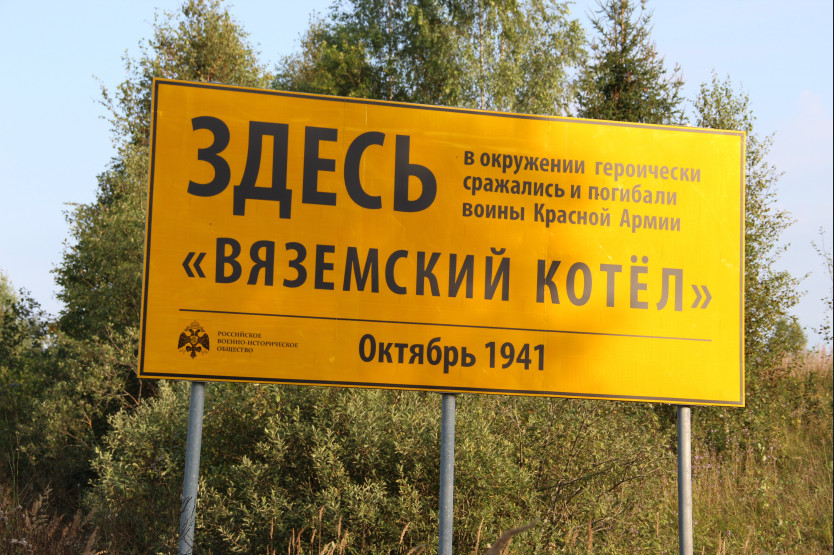 ЗДЕСЬ
в окружении героически
сражались и погибали
воины Красной Армии
«ВЯЗЕМСКИЙ КОТЁЛ»
РОССИЙСКОЕ
ВОЕННО-ИСТОРИЧЕСКОЕ
ОБЩЕСТВО
Октябрь 1941